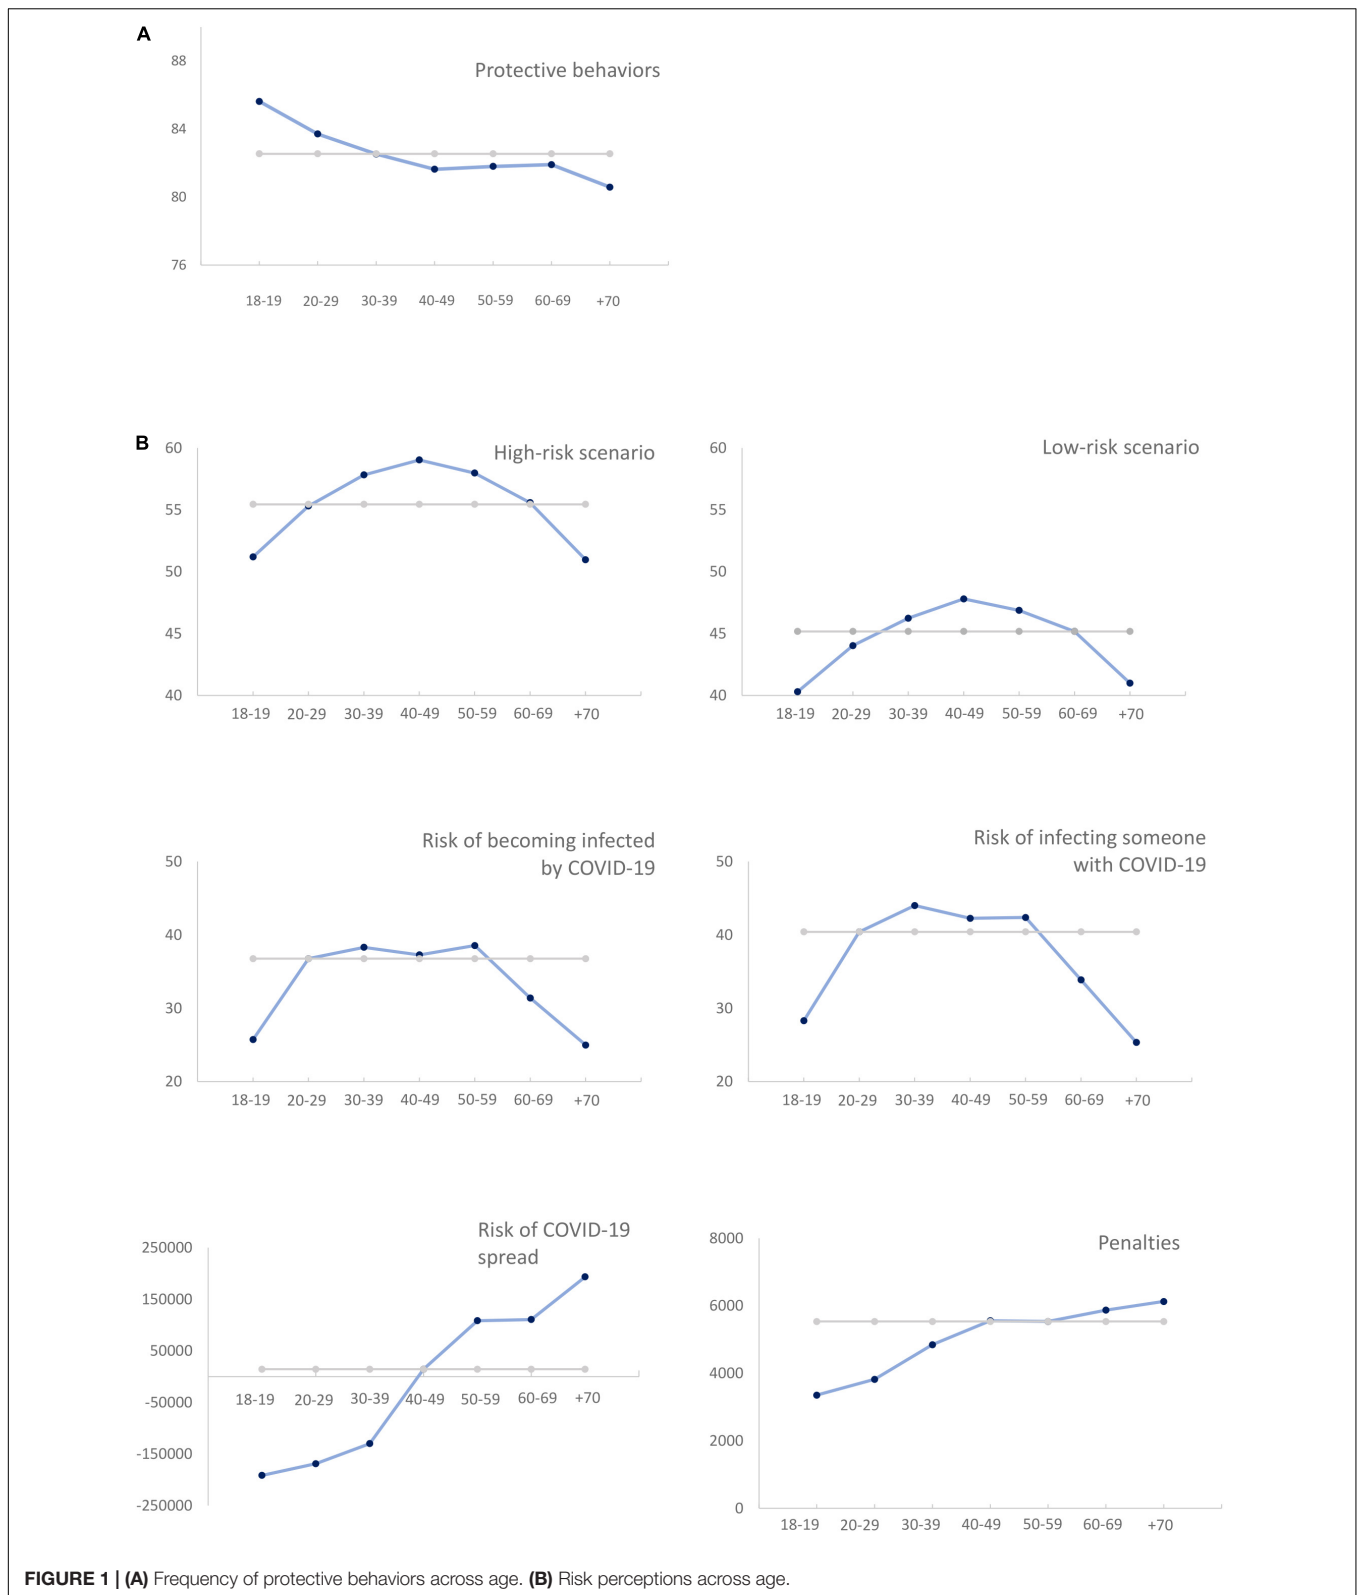 A
Protective behaviors
88
84
80
76
18-19 20-29 30-39 40-49 50-59 60-69 +70
B
High-risk scenario
60
55
50
45
40
18-19 20-29 30-39 40-49 50-59 60-69 +70
Low-risk scenario
60
55
50
45
40
18-19 20-29 30-39 40-49 50-59 60-69 +70
Risk of becoming infected
by COVID-19
50
40
30
20
18-19 20-29 30-39 40-49 50-59 60-69 +70
Risk of infecting someone
with COVID-19
50
40
30
20
18-19 20-29 30-39 40-49 50-59 60-69 +70
Risk of COVID-19
spread
250000
150000
50000
-50000
-150000
-250000
18-19 20-29 30-39 40-49 50-59 60-69 +70
Penalties
8000
6000
4000
2000
0
18-19 20-29 30-39 40-49 50-59 60-69 +70
FIGURE 1 | (A) Frequency of protective behaviors across age. (B) Risk perceptions across age.